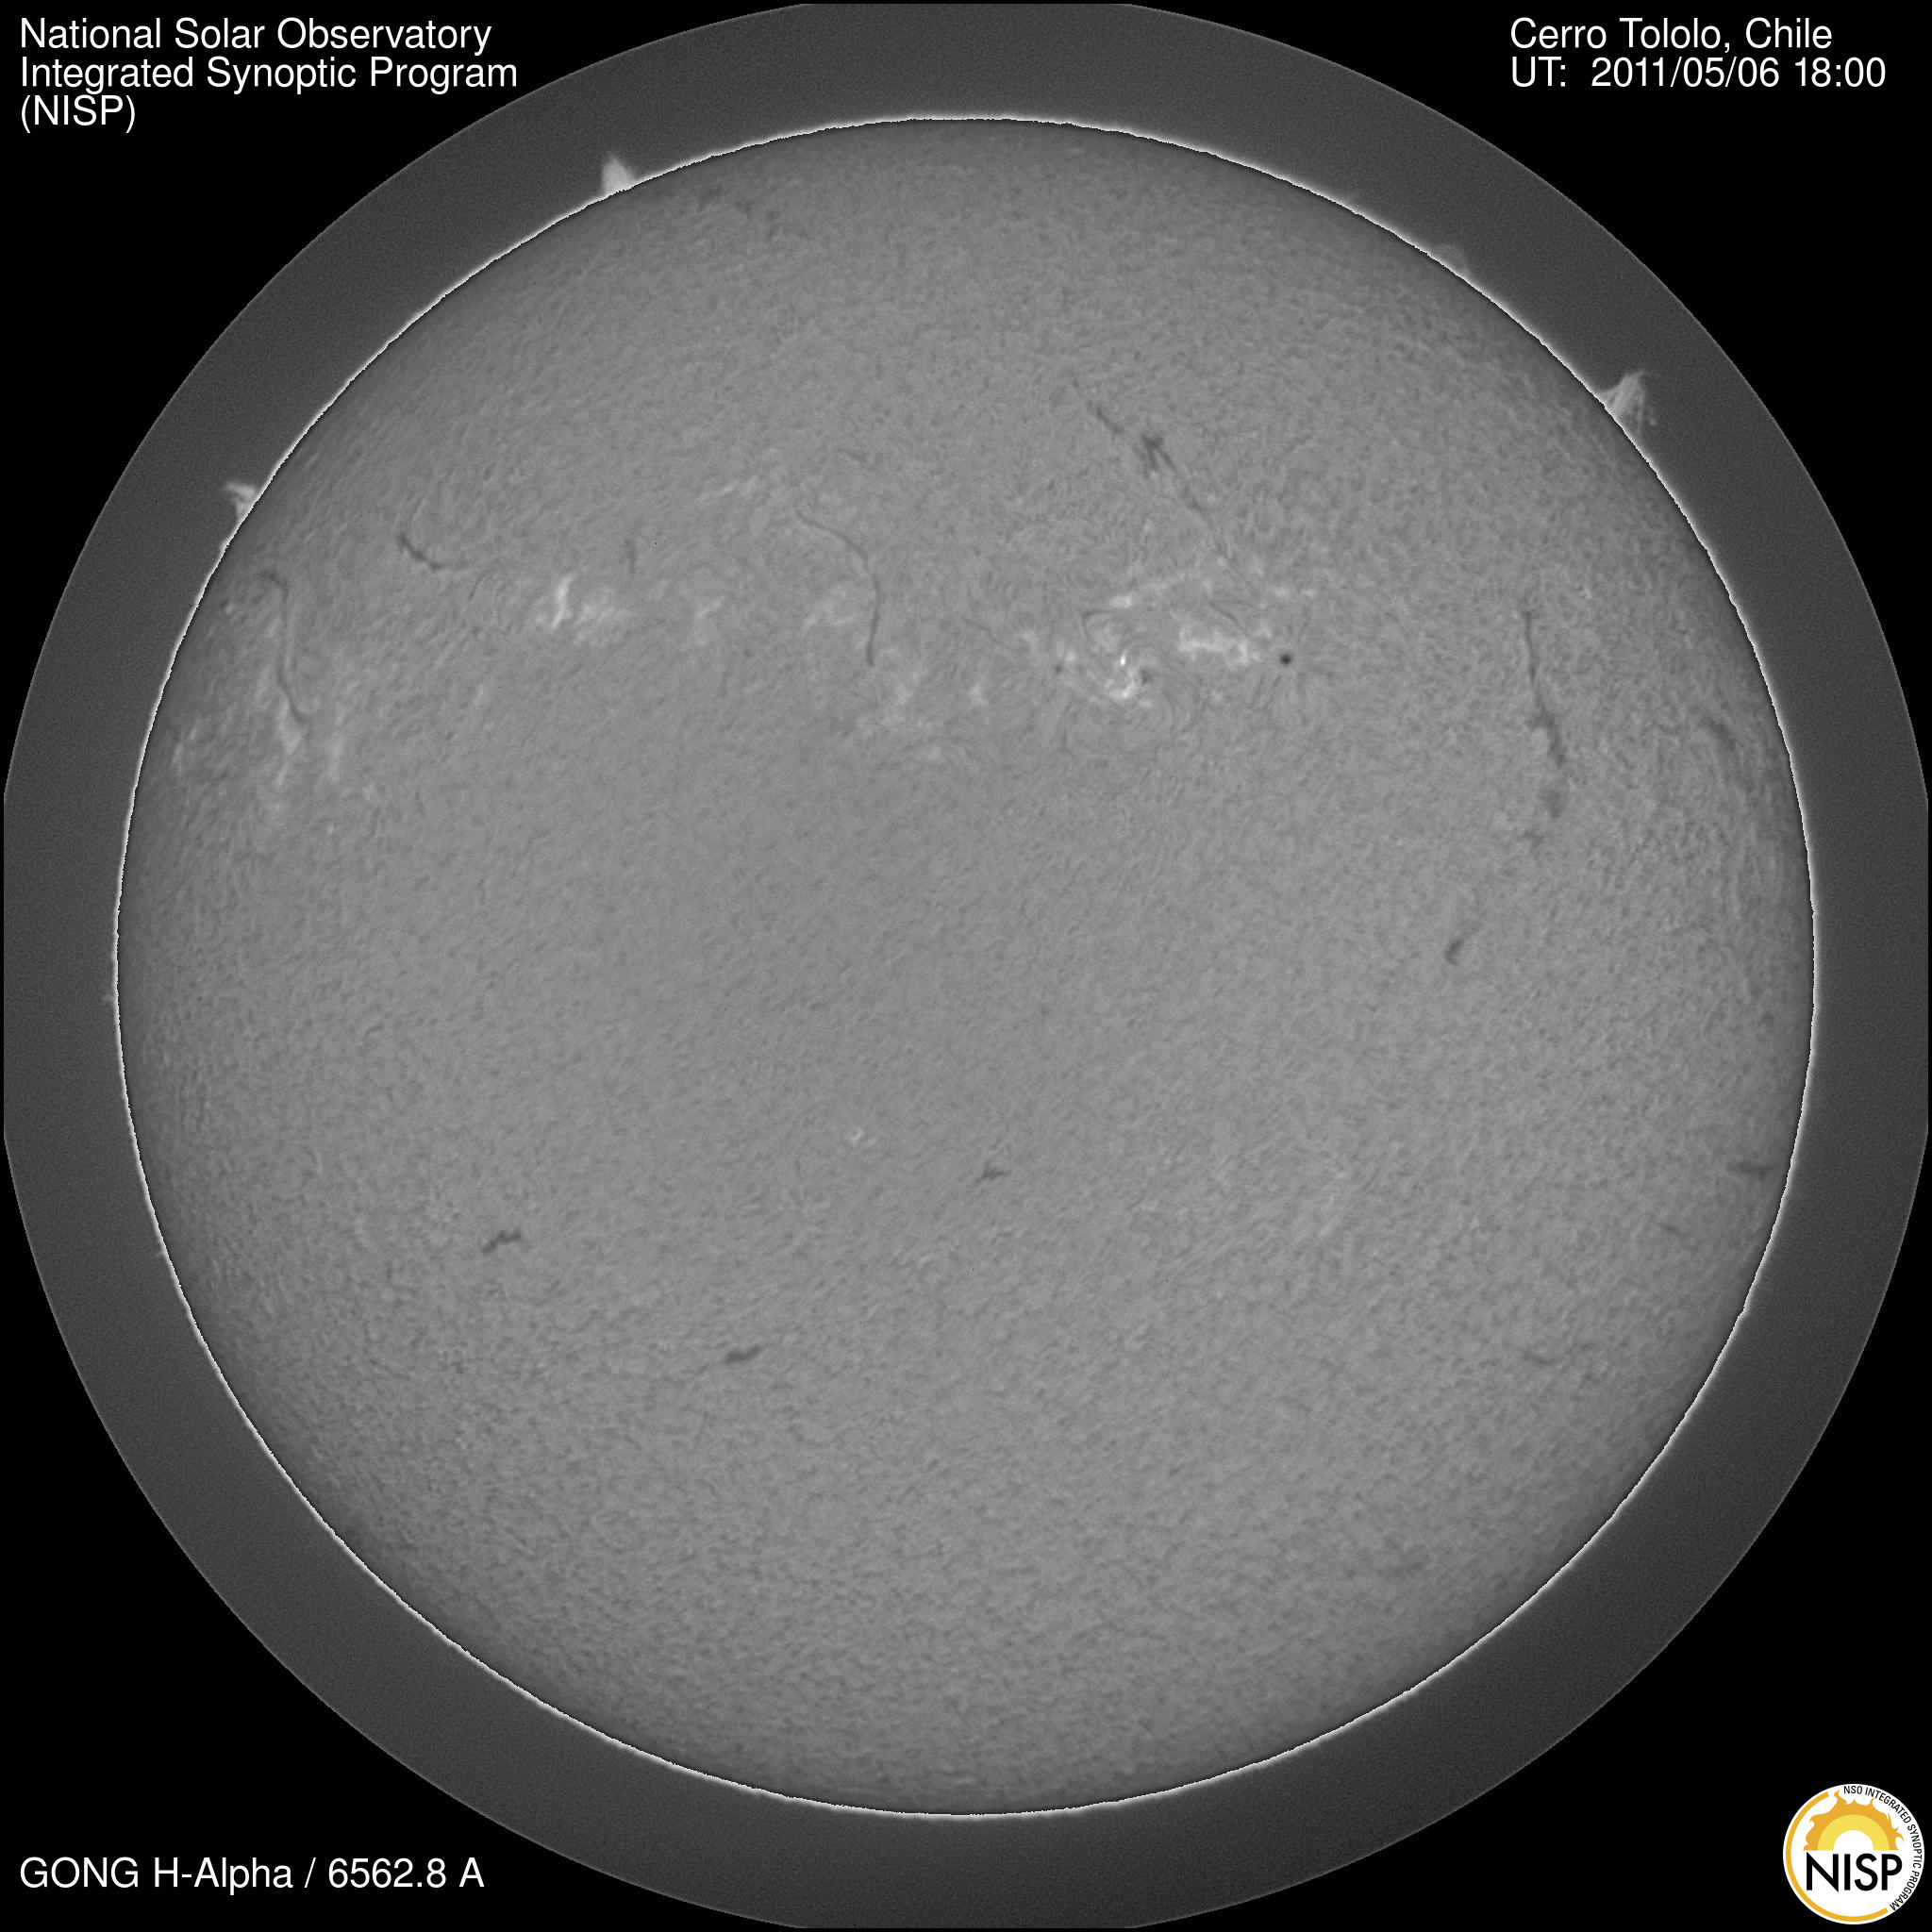 National Solar Observatory
Integrated Synoptic Program
(NISP)
Cerro Tololo, Chile
UT:  2011/05/06 18:00
GONG H-Alpha / 6562.8 A
NSO INTEGRATED SYNOPTIC PROGRAM
NISP